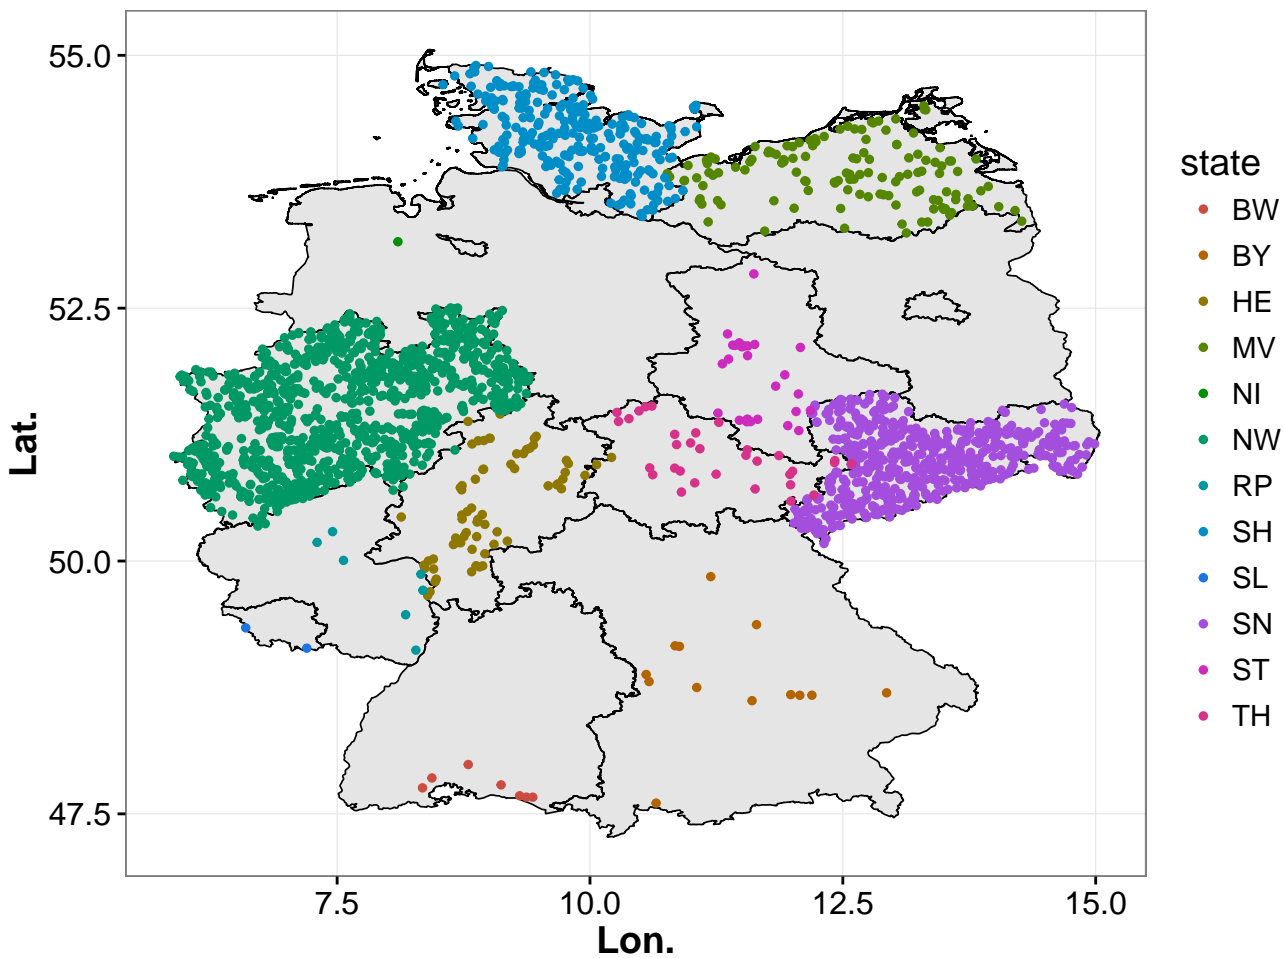 55.0
52.5
50.0
47.5
Lat.
7.5 10.0 12.5 15.0
Lon.
state
BW
BY
HE
MV
NI
NW
RP
SH
SL
SN
ST
TH